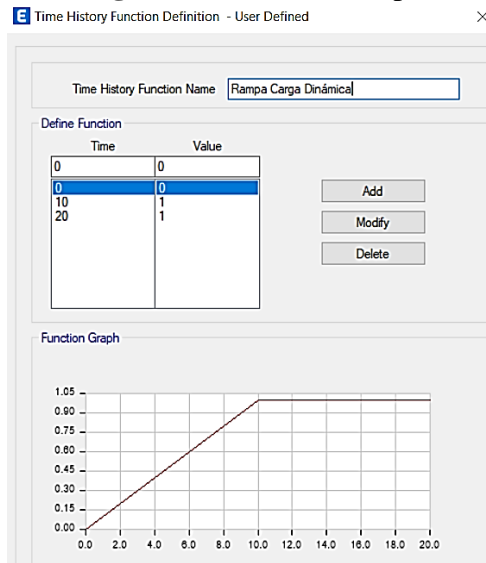 E Time History Function Definition - User Defined
Time History Function Name Rampa Carga Dinámica
Define Function
Time Value
0 0
0 0
10 1
20 1
Add
Modify
Delete
Function Graph
1.05
0.90
0.75
0.60
0.45
0.30
0.15
0.00
0.0 2.0 4.0 6.0 8.0 10.0 12.0 14.0 16.0 18.0 20.0